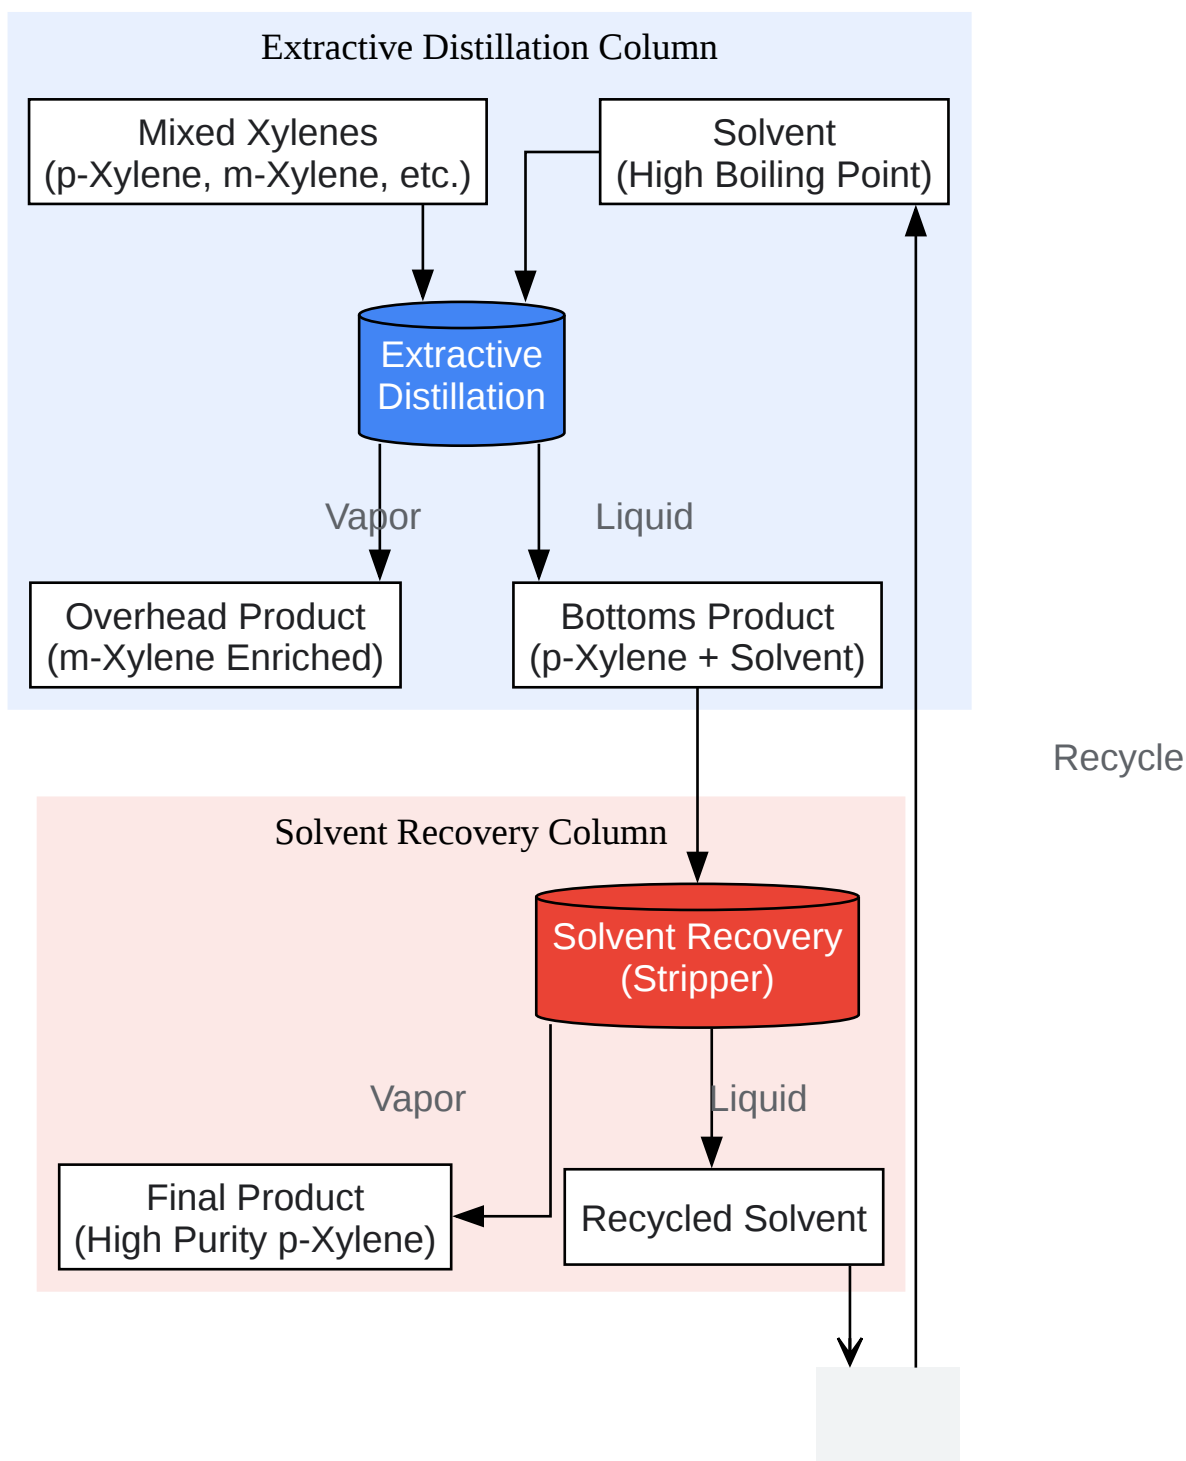 Extractive Distillation Column
Mixed Xylenes
(p-Xylene, m-Xylene, etc.)
Solvent
(High Boiling Point)
Extractive
Distillation
Vapor
Liquid
Overhead Product
(m-Xylene Enriched)
Bottoms Product
(p-Xylene + Solvent)
Recycle
Solvent Recovery Column
Solvent Recovery
(Stripper)
Vapor
Liquid
Final Product
(High Purity p-Xylene)
Recycled Solvent